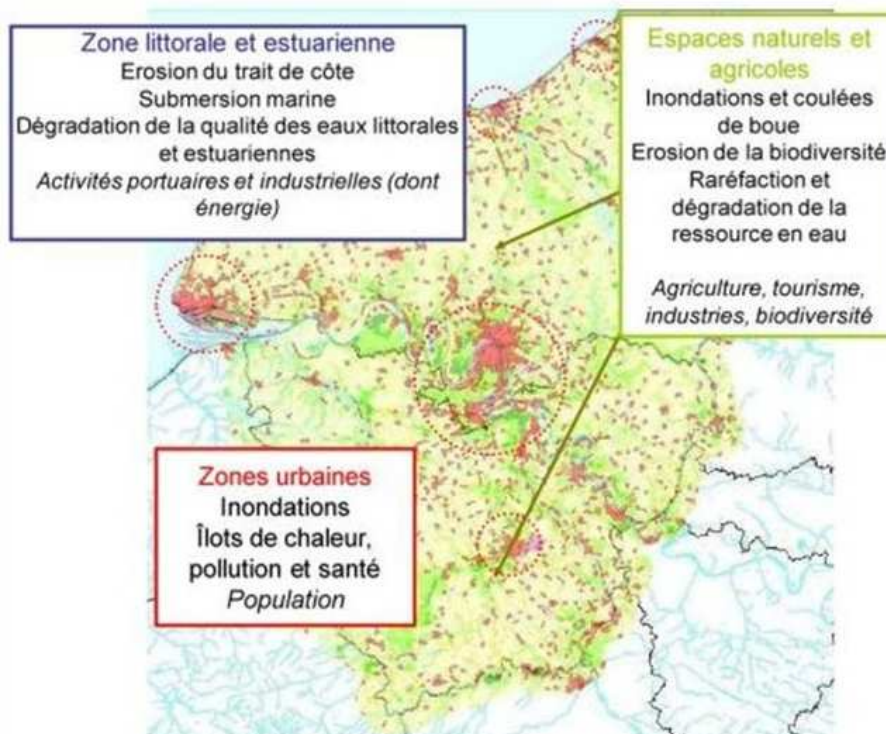 Zone littorale et estuarienne
Erosion du trait de côte
Submersion marine
Dégradation de la qualité des eaux littorales
et estuariennes
Activités portuaires et industrielles (dont
énergie)
Espaces naturels et
agricoles
Inondations et coulées
de boue
Erosion de la biodiversité
Raréfaction et
dégradation de la
ressource en eau
Agriculture, tourisme,
industries, biodiversité
Zones urbaines
Inondations
Îlots de chaleur,
pollution et santé
Population